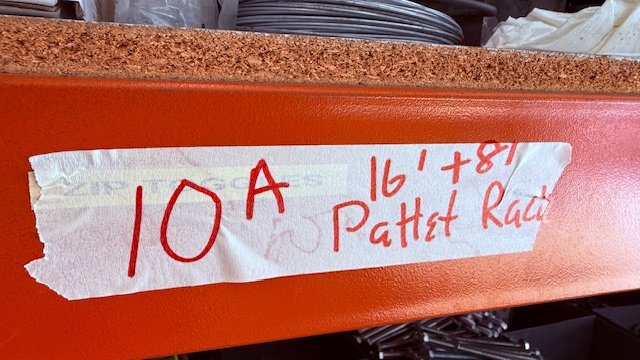 10A
16' + 8'
Pallet Rack